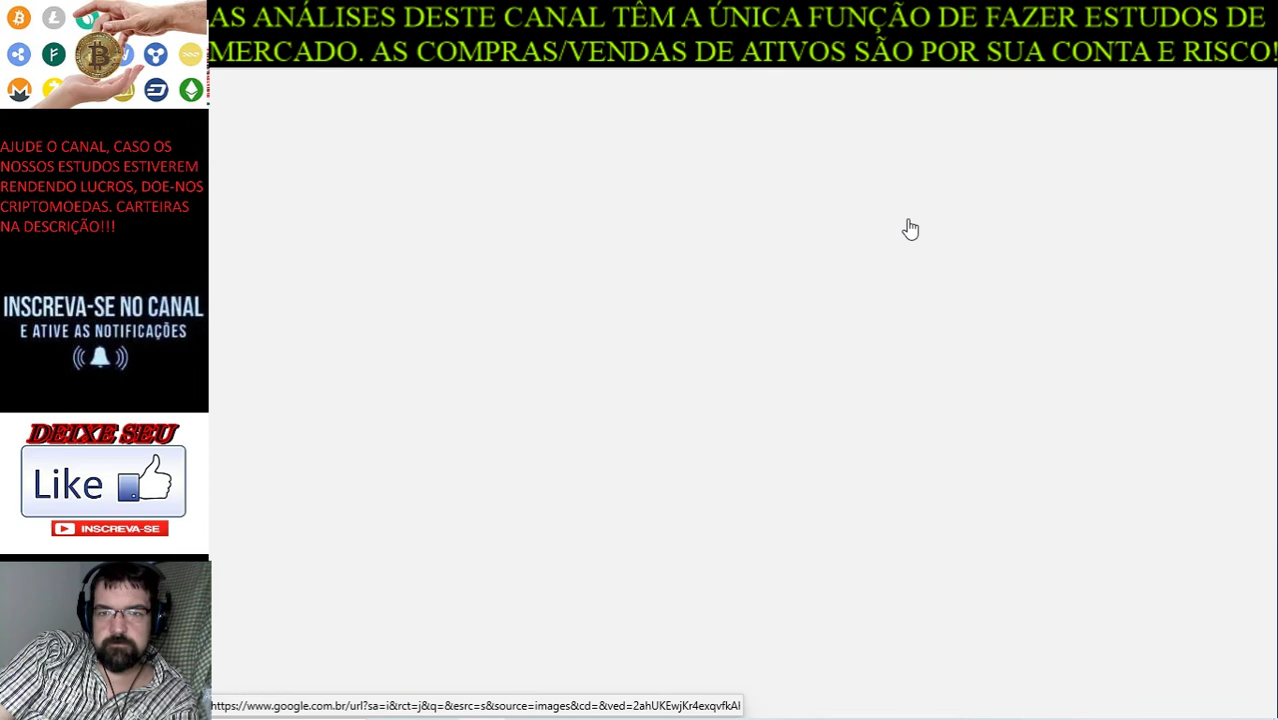 AS ANÁLISES DESTE CANAL TÊM A ÚNICA FUNÇÃO DE FAZER ESTUDOS DE
MERCADO. AS COMPRAS/VENDAS DE ATIVOS SÃO POR SUA CONTA E RISCO!
AJUDE O CANAL, CASO OS
NOSSOS ESTUDOS ESTIVEREM
RENDENDO LUCROS, DOE-NOS
CRIPTOMOEDAS. CARTEIRAS
NA DESCRIÇÃO!!!
INSCREVA-SE NO CANAL
E ATIVE AS NOTIFICAÇÕES
DEIXE SEU
Like
INSCREVA-SE
https://www.google.com.br/url?sa=i&rct=j&q=&esrc=s&source=images&cd=&ved=2ahUKEwjKr4exqvfkAl